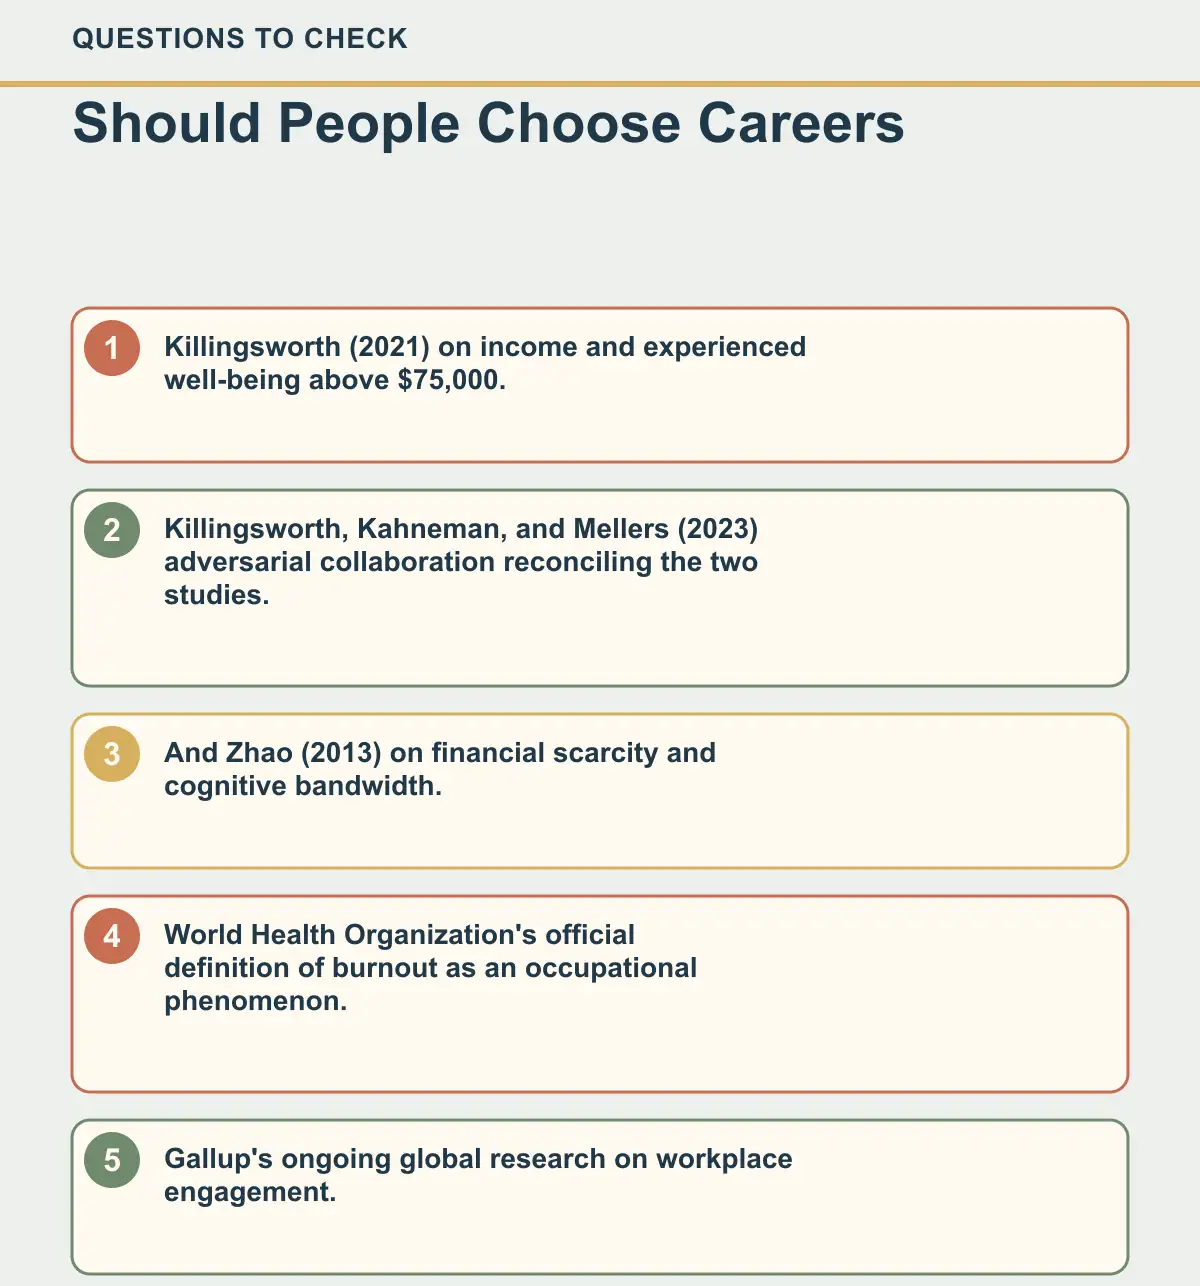 QUESTIONS TO CHECK
Should People Choose Careers
1
Killingsworth (2021) on income and experienced
well-being above $75,000.
2
Killingsworth, Kahneman, and Mellers (2023)
adversarial collaboration reconciling the two
studies.
3
And Zhao (2013) on financial scarcity and
cognitive bandwidth.
4
World Health Organization's official
definition of burnout as an occupational
phenomenon.
5
Gallup's ongoing global research on workplace
engagement.